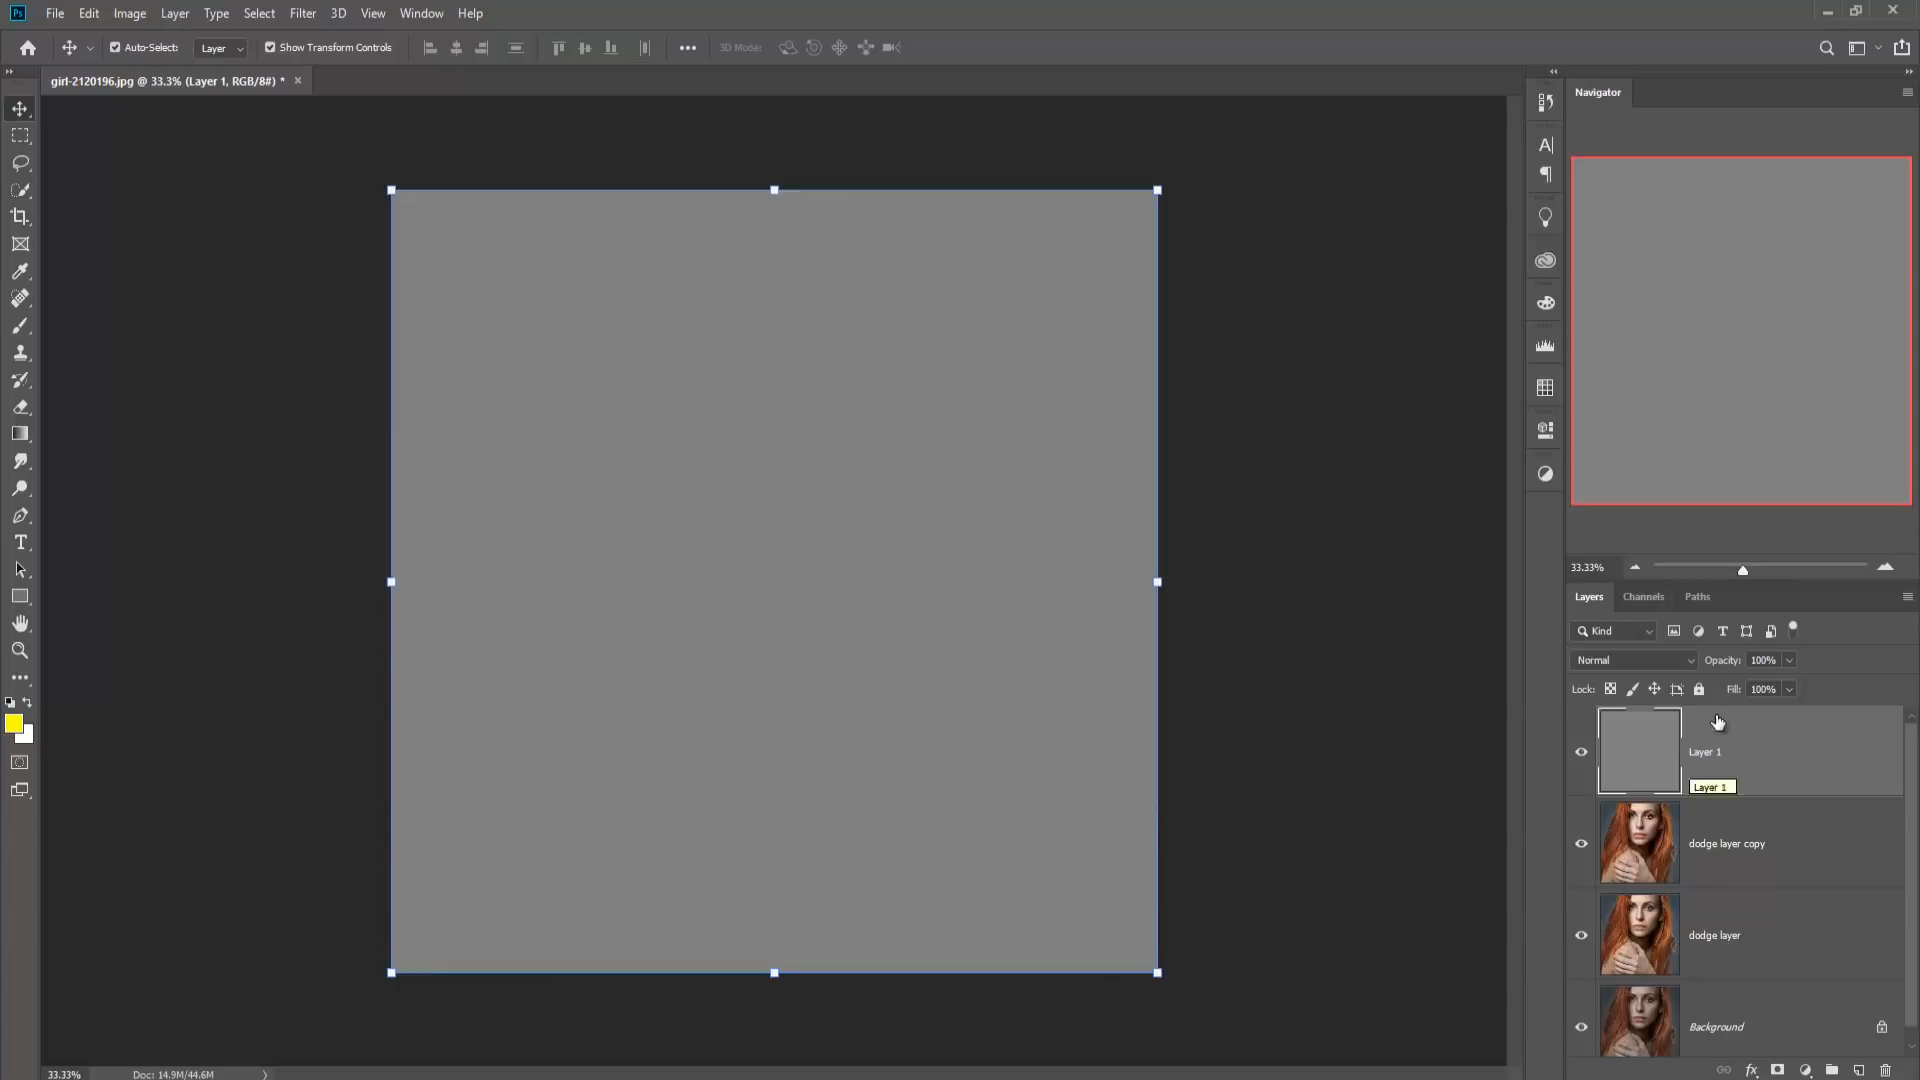 Ps File Edit Image Layer Type Select Filter 3D View Window Help
Auto-Select: Layer Show Transform Controls 3D Mode:
girl-2120196.jpg @ 33.3% (Layer 1, RGB/8#) *
Navigator
33.33%
Layers Channels Paths
Kind
Normal Opacity: 100%
Lock: Fill: 100%
Layer 1
Layer 1
dodge layer copy
dodge layer
Background
fx
33.33% Doc: 14.9M/44.6M